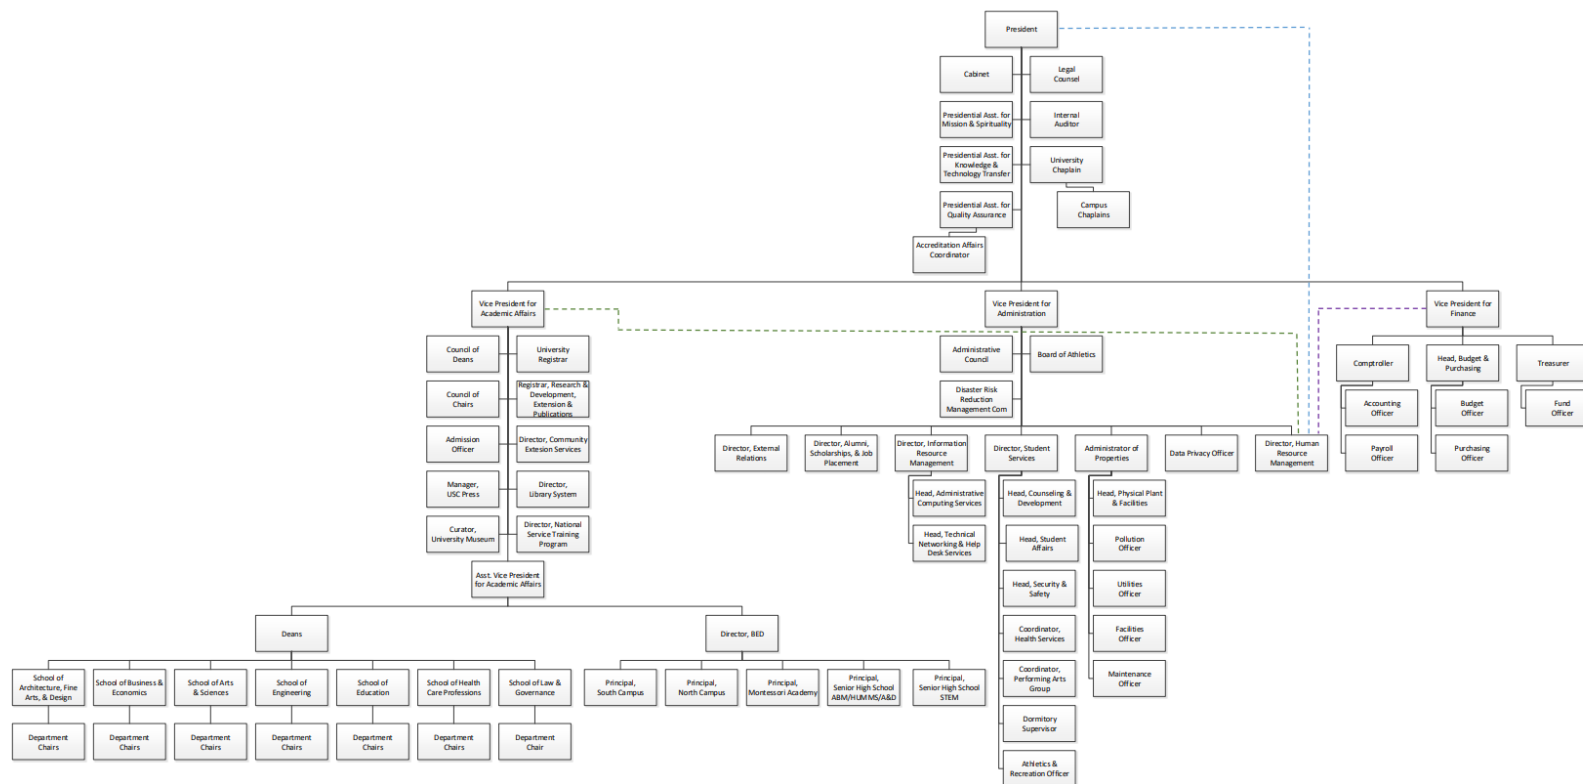 President
Cabinet
Legal
Counsel
Presidential Asst. for
Mission & Spirituality
Internal
Auditor
Presidential Asst. for
Knowledge &
Technology Transfer
University
Chaplain
Presidential Asst. for
Quality Assurance
Campus
Chaplains
Accreditation Affairs
Coordinator
Vice President for
Academic Affairs
Vice President for
Administration
Vice President for
Finance
Council of
Deans
University
Registrar
Council of
Chairs
Registrar, Research &
Development,
Extension &
Publications
Admission
Officer
Director, Community
Extesion Services
Manager,
USC Press
Director,
Library System
Curator,
University Museum
Director, National
Service Training
Program
Asst. Vice President
for Academic Affairs
Administrative
Council
Board of Athletics
Disaster Risk
Reduction
Management Com
Comptroller
Head, Budget &
Purchasing
Treasurer
Accounting
Officer
Budget
Officer
Fund
Officer
Payroll
Officer
Purchasing
Officer
Director, External
Relations
Director, Alumni,
Scholarships, & Job
Placement
Director, Information
Resource
Management
Director, Student
Services
Administrator of
Properties
Data Privacy Officer
Director, Human
Resource
Management
Head, Administrative
Computing Services
Head, Technical
Networking & Help
Desk Services
Head, Counseling &
Development
Head, Student
Affairs
Head, Security &
Safety
Coordinator,
Health Services
Coordinator,
Performing Arts
Group
Dormitory
Supervisor
Athletics &
Recreation Officer
Head, Physical Plant
& Facilities
Pollution
Officer
Utilities
Officer
Facilities
Officer
Maintenance
Officer
Deans
Director, BED
School of
Architecture, Fine
Arts, & Design
School of Business &
Economics
School of Arts
& Sciences
School of
Engineering
School of
Education
School of Health
Care Professions
School of Law &
Governance
Principal,
South Campus
Principal,
North Campus
Principal,
Montessori Academy
Principal,
Senior High School
ABM/HUMMS/A&D
Principal,
Senior High School
STEM
Department
Chairs
Department
Chairs
Department
Chairs
Department
Chairs
Department
Chairs
Department
Chairs
Department
Chair